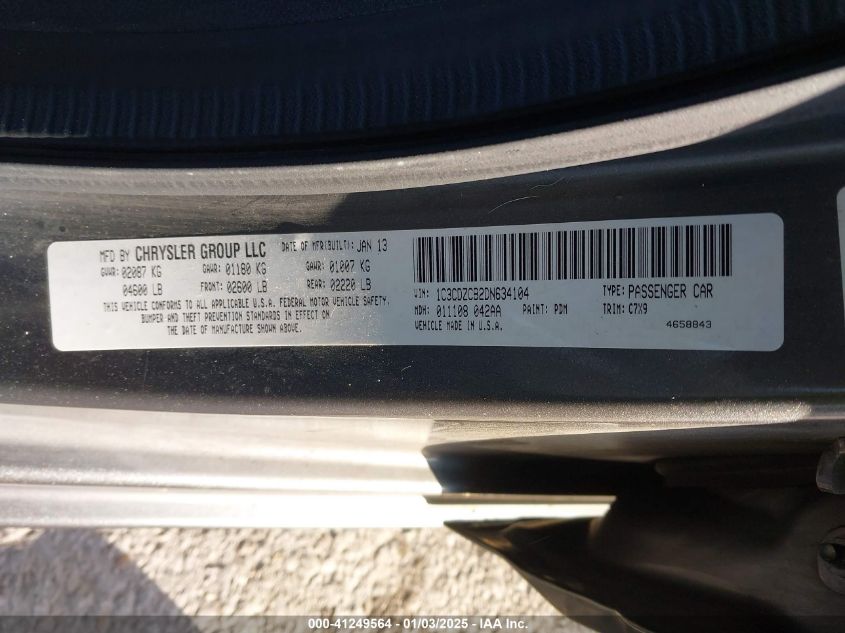 MFD BY CHRYSLER GROUP LLC DATE OF MFR(BUILT): JAN 13
GVWR: 02087 KG GAWR: 01180 KG GAWR: 01007 KG
04600 LB FRONT: 02600 LB REAR: 02220 LB
THIS VEHICLE CONFORMS TO ALL APPLICABLE U.S.A. FEDERAL MOTOR VEHICLE SAFETY,
BUMPER AND THEFT PREVENTION STANDARDS IN EFFECT ON
THE DATE OF MANUFACTURE SHOWN ABOVE.
VIN: 1C3CDZCB2DN634104 TYPE: PASSENGER CAR
MDH: 011108 042AA PAINT: PDM TRIM: C7X9
VEHICLE MADE IN U.S.A. 4658843
000-41249564 - 01/03/2025 - IAA Inc.